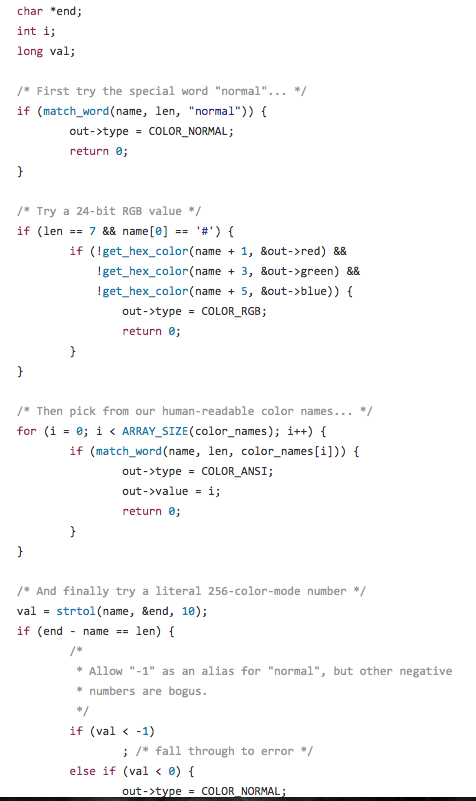 char *end;
int i;
long val;

/* First try the special word "normal"... */
if (match_word(name, len, "normal")) {
        out->type = COLOR_NORMAL;
        return 0;
}

/* Try a 24-bit RGB value */
if (len == 7 && name[0] == '#') {
        if (!get_hex_color(name + 1, &out->red) &&
            !get_hex_color(name + 3, &out->green) &&
            !get_hex_color(name + 5, &out->blue)) {
                out->type = COLOR_RGB;
                return 0;
        }
}

/* Then pick from our human-readable color names... */
for (i = 0; i < ARRAY_SIZE(color_names); i++) {
        if (match_word(name, len, color_names[i])) {
                out->type = COLOR_ANSI;
                out->value = i;
                return 0;
        }
}

/* And finally try a literal 256-color-mode number */
val = strtol(name, &end, 10);
if (end - name == len) {
        /*
         * Allow "-1" as an alias for "normal", but other negative
         * numbers are bogus.
         */
        if (val < -1)
                ; /* fall through to error */
        else if (val < 0) {
                out->type = COLOR_NORMAL;